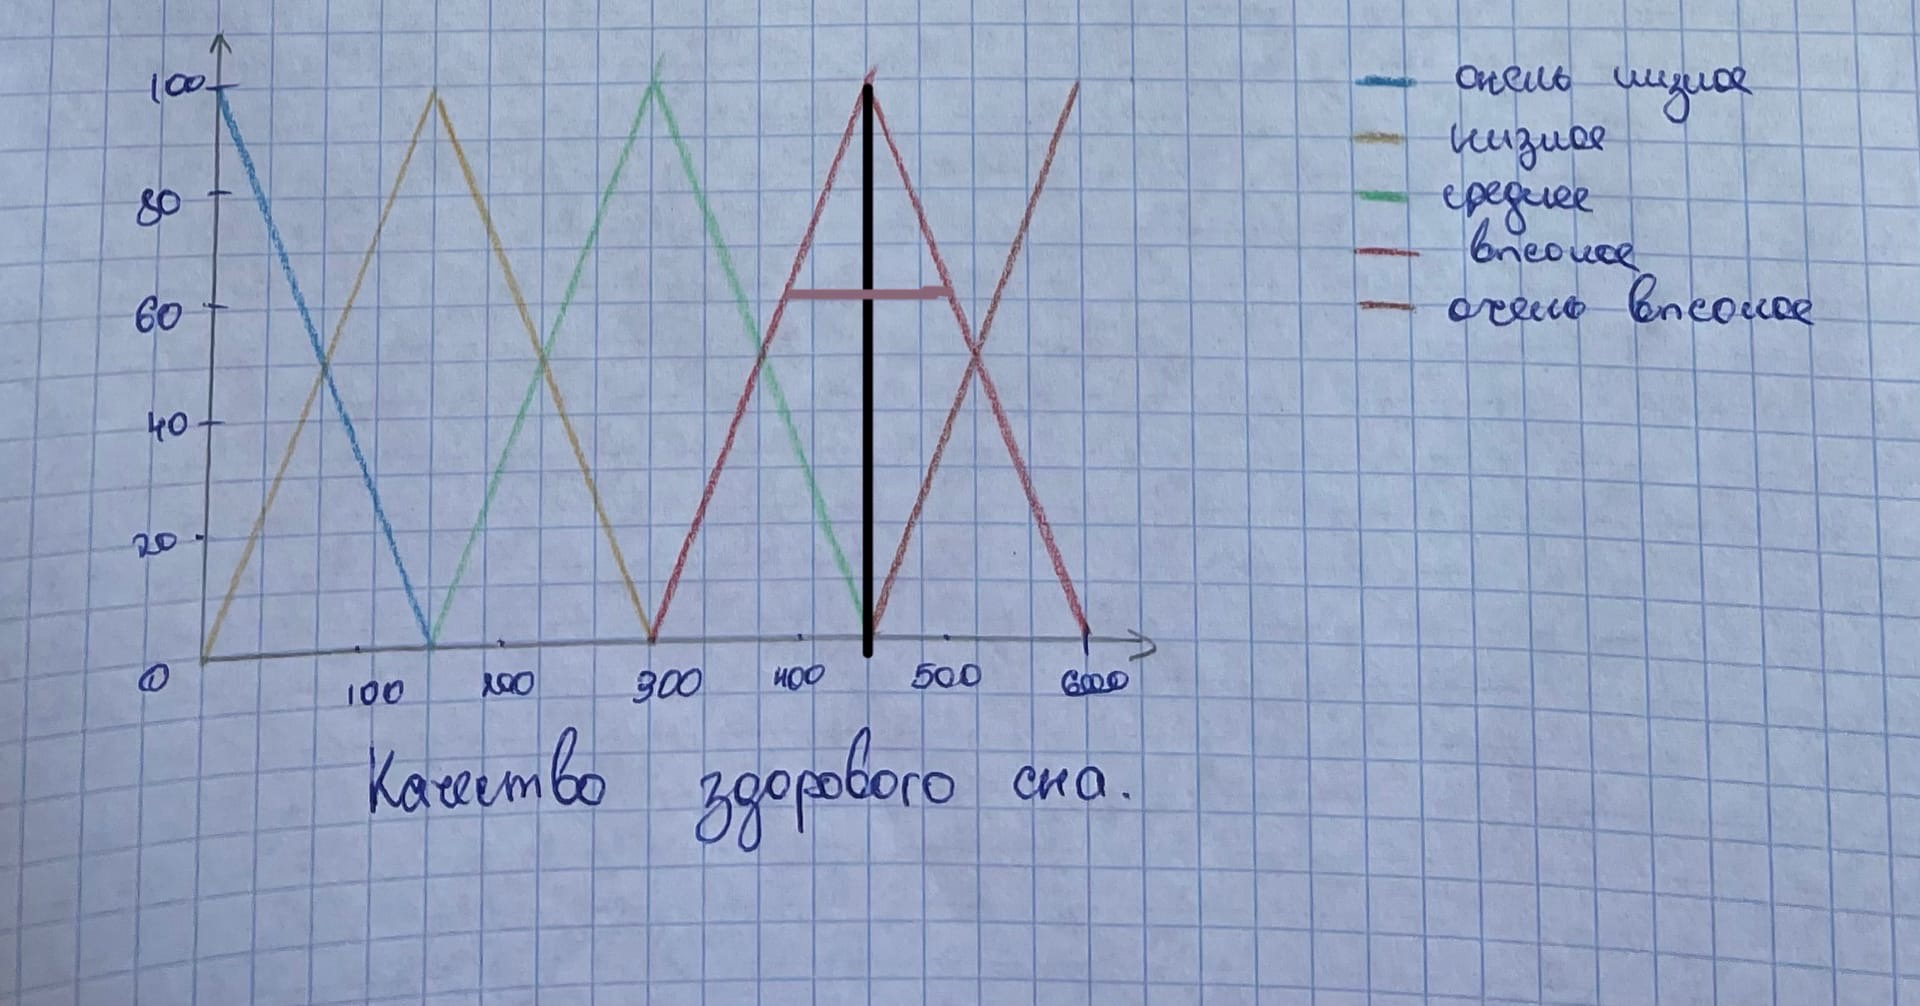 100
80
60
40
20
0
100 200 300 400 500 600
Качество здорового сна.
очень низкое
низкое
среднее
высокое
очень высокое